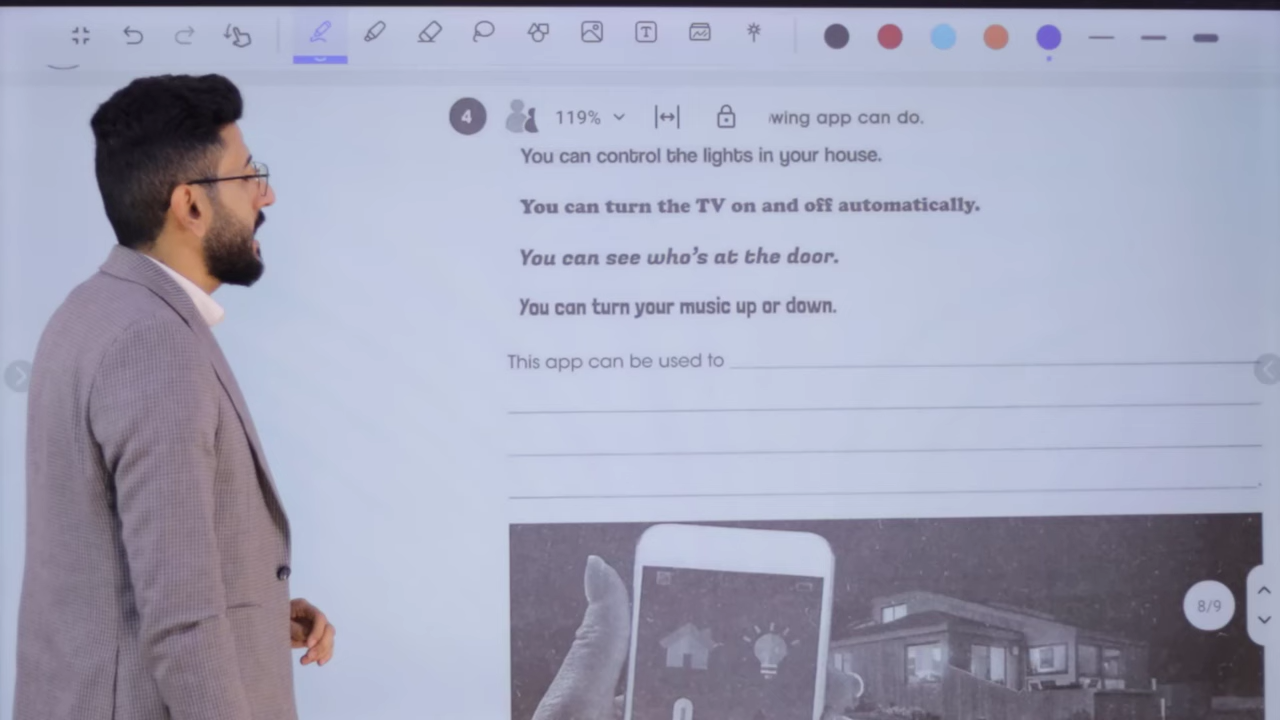 4 119% wing app can do.
You can control the lights in your house.
You can turn the TV on and off automatically.
You can see who's at the door.
You can turn your music up or down.
This app can be used to
8/9